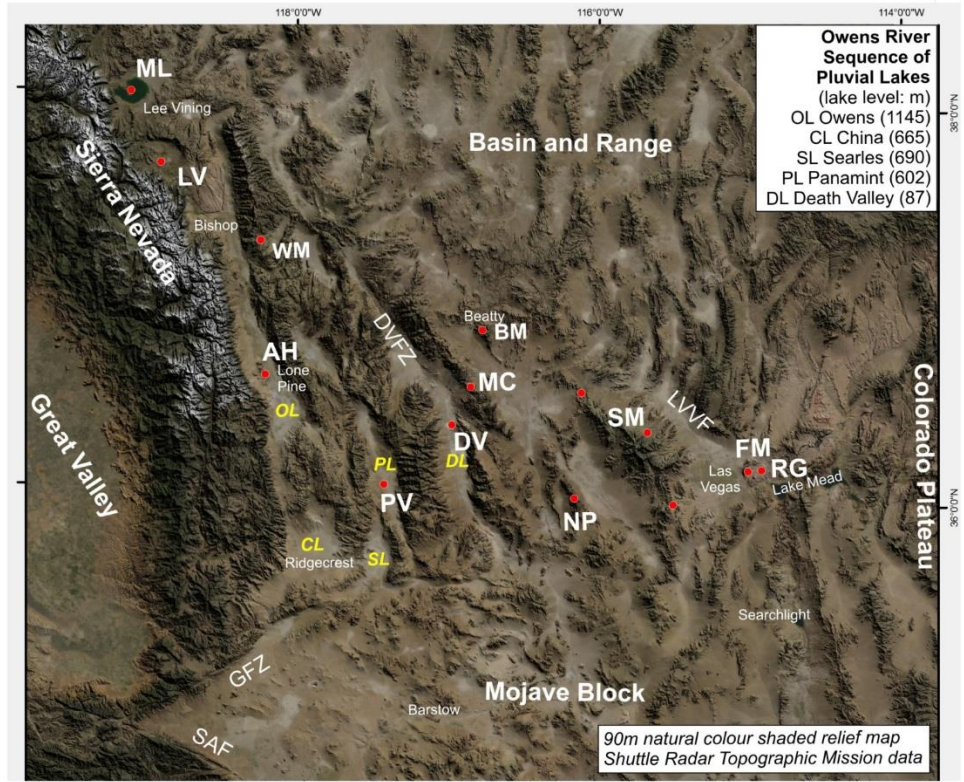 118°0'0"W
116°0'0"W
114°0'0"W
Owens River
Sequence of
Pluvial Lakes
(lake level: m)
OL Owens (1145)
CL China (665)
SL Searles (690)
PL Panamint (602)
DL Death Valley (87)
38°0'0"N
ML
Lee Vining
Basin and Range
Sierra Nevada
LV
Bishop
WM
Beatty
BM
DVFZ
AH
Lone
Pine
MC
OL
SM
LVVF
Colorado Plateau
Great Valley
DV
DL
PL
PV
FM
RG
Las
Vegas
Lake Mead
36°0'0"N
NP
CL
Ridgecrest
SL
Searchlight
GFZ
Mojave Block
Barstow
SAF
90m natural colour shaded relief map
Shuttle Radar Topographic Mission data